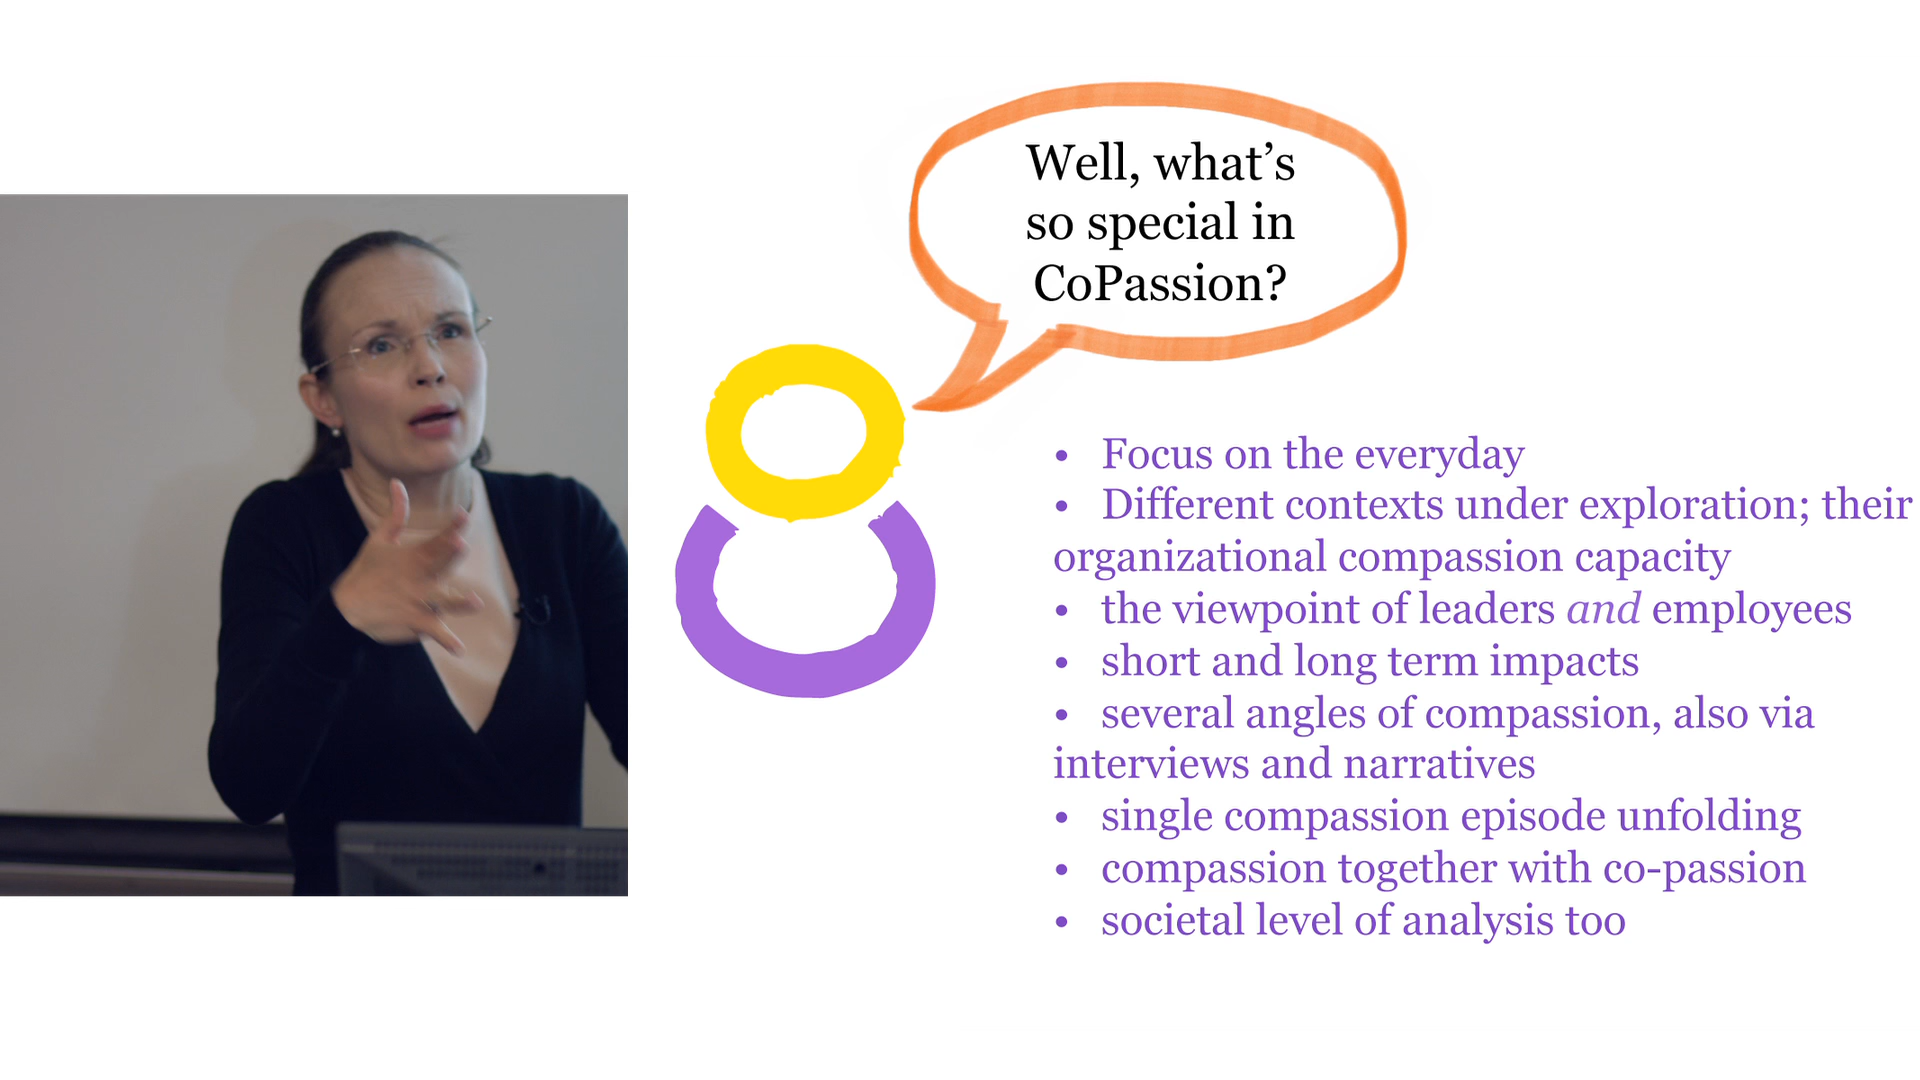 Well, what’s
so special in
CoPassion?
• Focus on the everyday
• Different contexts under exploration; their
organizational compassion capacity
• the viewpoint of leaders and employees
• short and long term impacts
• several angles of compassion, also via
interviews and narratives
• single compassion episode unfolding
• compassion together with co-passion
• societal level of analysis too